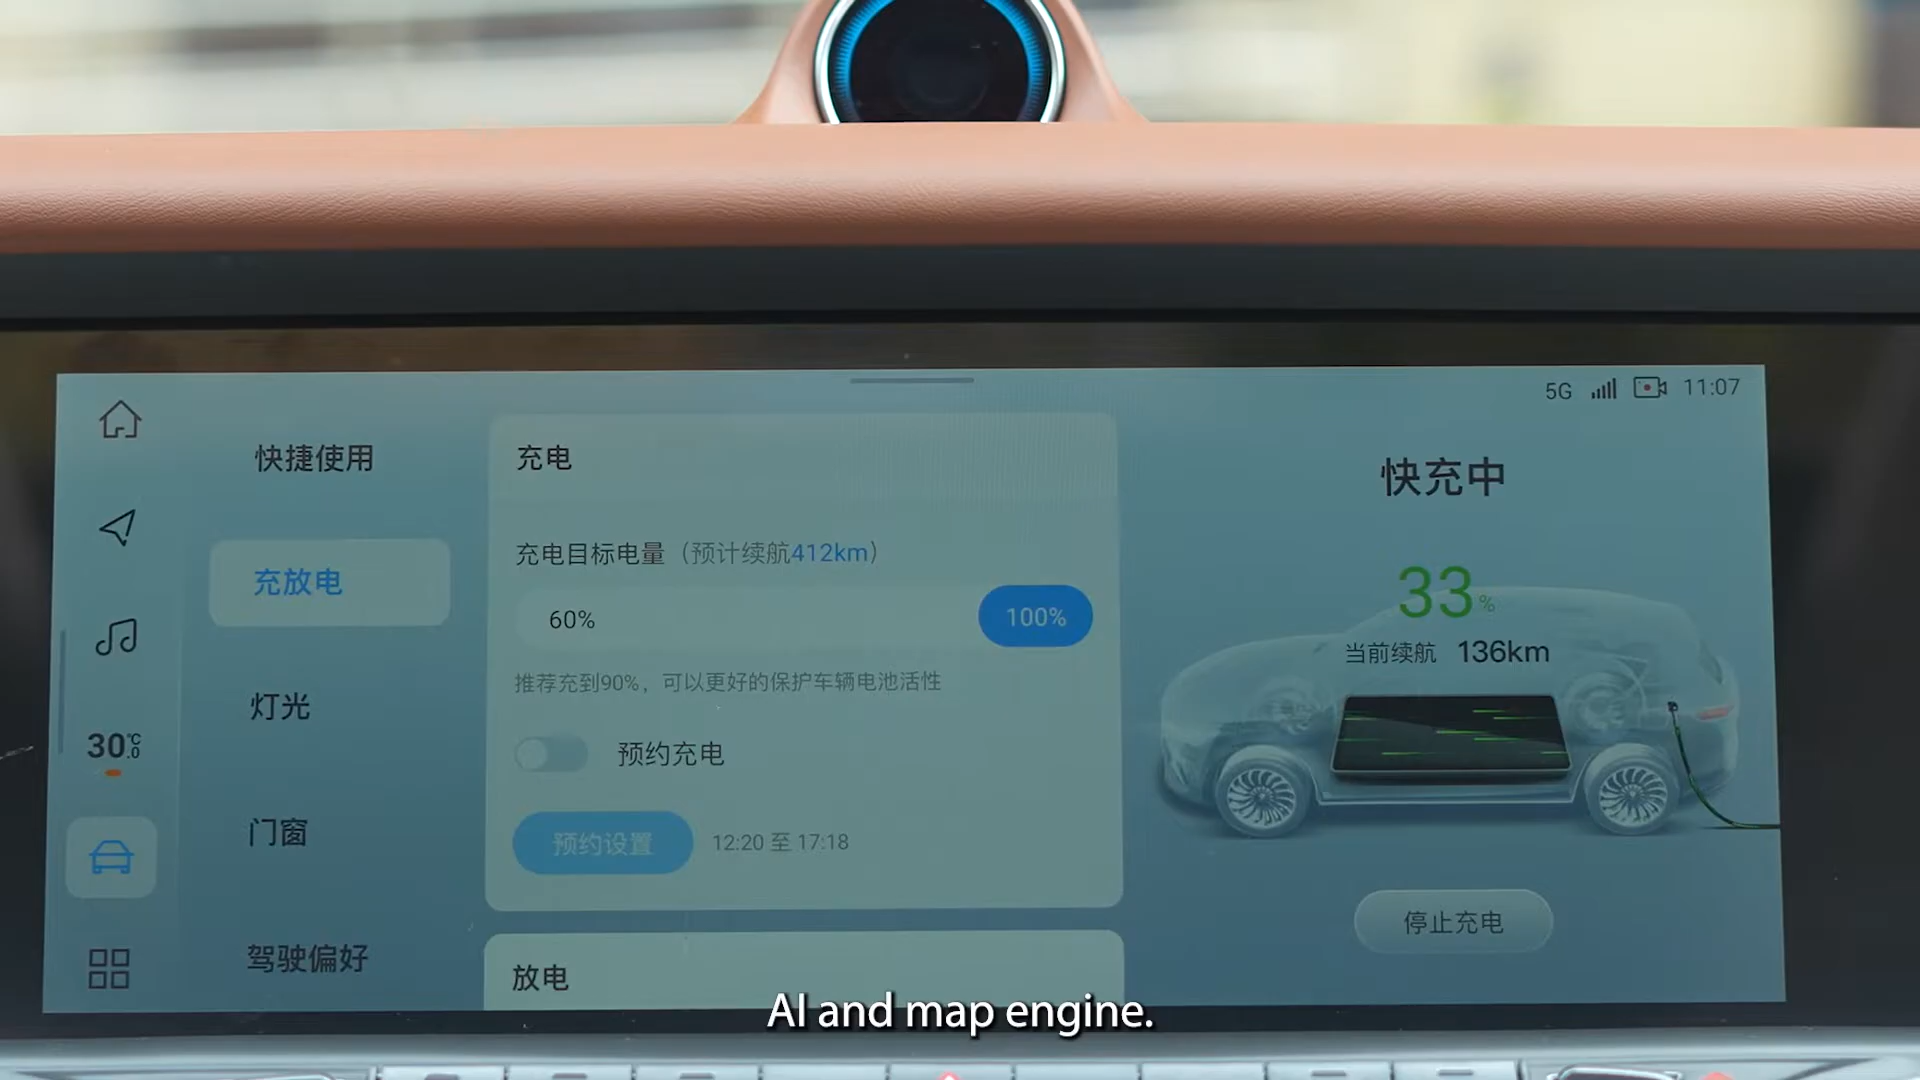 5G 11:07
快捷使用
充放电
灯光
30℃.0
门窗
驾驶偏好
充电
充电目标电量（预计续航412km）
60% 100%
推荐充到90%，可以更好的保护车辆电池活性
预约充电
预约设置 12:20 至 17:18
放电
快充中
33%
当前续航 136km
停止充电
AI and map engine.